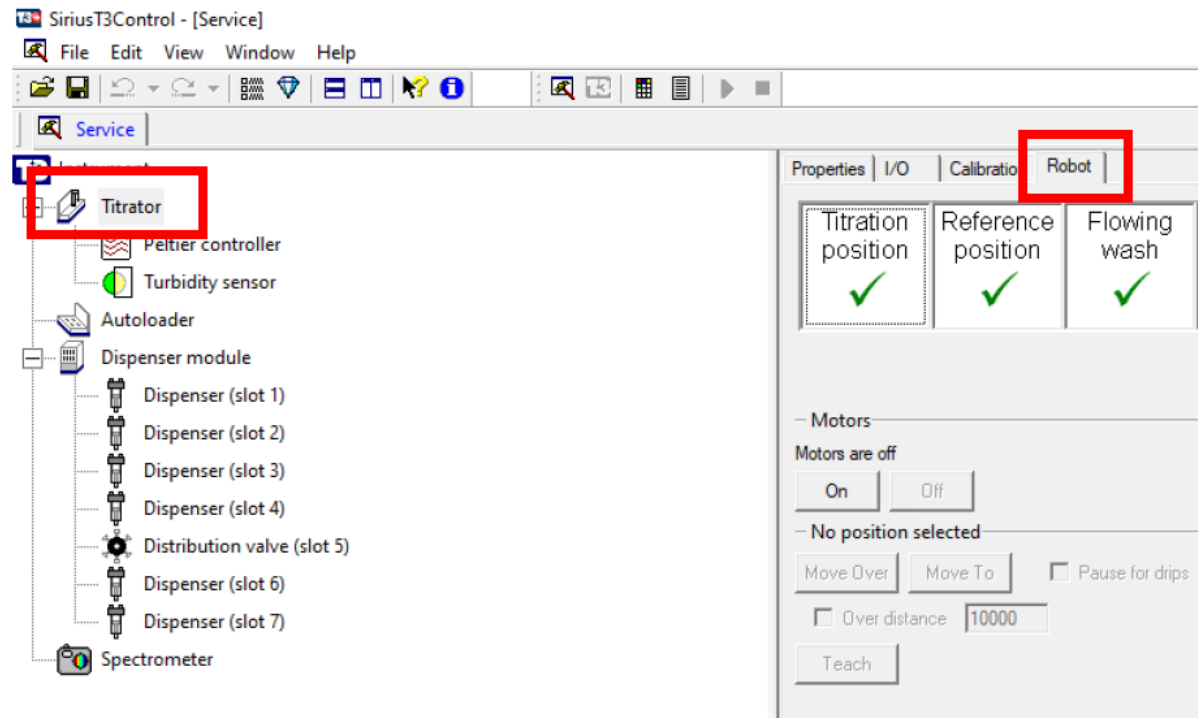 SiriusT3Control - [Service]
File Edit View Window Help
Service
Instrument
Titrator
Peltier controller
Turbidity sensor
Autoloader
Dispenser module
Dispenser (slot 1)
Dispenser (slot 2)
Dispenser (slot 3)
Dispenser (slot 4)
Distribution valve (slot 5)
Dispenser (slot 6)
Dispenser (slot 7)
Spectrometer
Properties I/O Calibration Robot
Titration position
Reference position
Flowing wash
Motors
Motors are off
On Off
No position selected
Move Over Move To Pause for drips
Over distance 10000
Teach